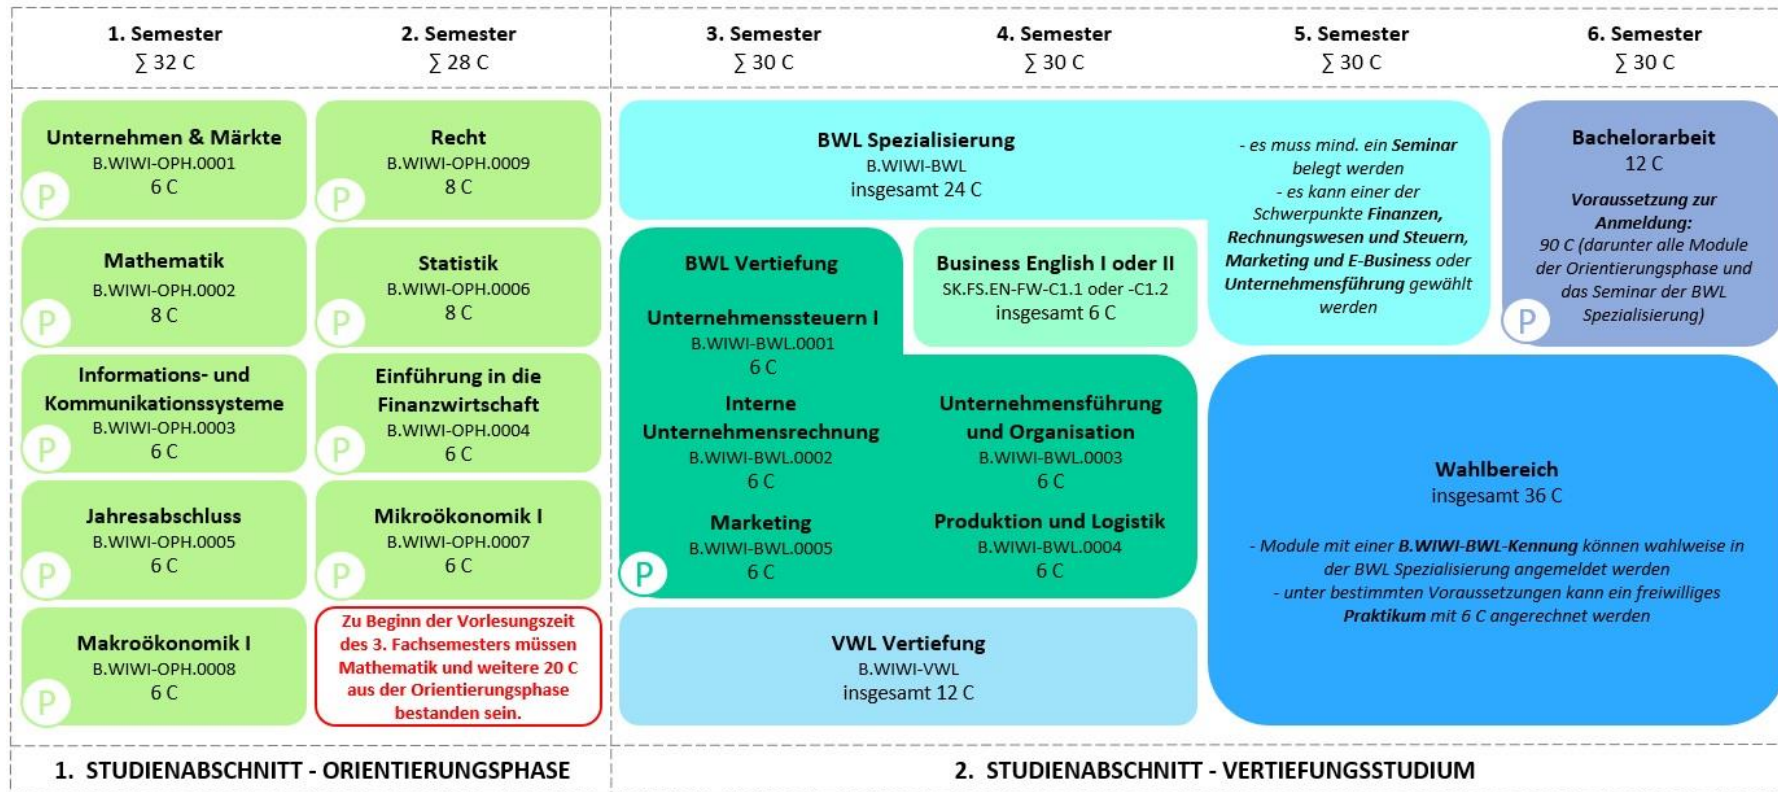 1. Semester
∑ 32 C
2. Semester
∑ 28 C
3. Semester
∑ 30 C
4. Semester
∑ 30 C
5. Semester
∑ 30 C
6. Semester
∑ 30 C
Unternehmen & Märkte
B.WIWI-OPH.0001
6 C
P
Mathematik
B.WIWI-OPH.0002
8 C
P
Informations- und
Kommunikationssysteme
B.WIWI-OPH.0003
6 C
P
Jahresabschluss
B.WIWI-OPH.0005
6 C
P
Makroökonomik I
B.WIWI-OPH.0008
6 C
P
Recht
B.WIWI-OPH.0009
8 C
P
Statistik
B.WIWI-OPH.0006
8 C
P
Einführung in die
Finanzwirtschaft
B.WIWI-OPH.0004
6 C
P
Mikroökonomik I
B.WIWI-OPH.0007
6 C
P
Zu Beginn der Vorlesungszeit
des 3. Fachsemesters müssen
Mathematik und weitere 20 C
aus der Orientierungsphase
bestanden sein.
BWL Spezialisierung
B.WIWI-BWL
insgesamt 24 C
- es muss mind. ein Seminar
belegt werden
- es kann einer der
Schwerpunkte Finanzen,
Rechnungswesen und Steuern,
Marketing und E-Business oder
Unternehmensführung gewählt
werden
BWL Vertiefung
Unternehmenssteuern I
B.WIWI-BWL.0001
6 C
Interne
Unternehmensrechnung
B.WIWI-BWL.0002
6 C
Marketing
B.WIWI-BWL.0005
6 C
P
Business English I oder II
SK.FS.EN-FW-C1.1 oder -C1.2
insgesamt 6 C
Unternehmensführung
und Organisation
B.WIWI-BWL.0003
6 C
Produktion und Logistik
B.WIWI-BWL.0004
6 C
VWL Vertiefung
B.WIWI-VWL
insgesamt 12 C
Bachelorarbeit
12 C
Voraussetzung zur
Anmeldung:
90 C (darunter alle Module
der Orientierungsphase und
das Seminar der BWL
Spezialisierung)
P
Wahlbereich
insgesamt 36 C
- Module mit einer B.WIWI-BWL-Kennung können wahlweise in
der BWL Spezialisierung angemeldet werden
- unter bestimmten Voraussetzungen kann ein freiwilliges
Praktikum mit 6 C angerechnet werden
1. STUDIENABSCHNITT - ORIENTIERUNGSPHASE
2. STUDIENABSCHNITT - VERTIEFUNGSSTUDIUM